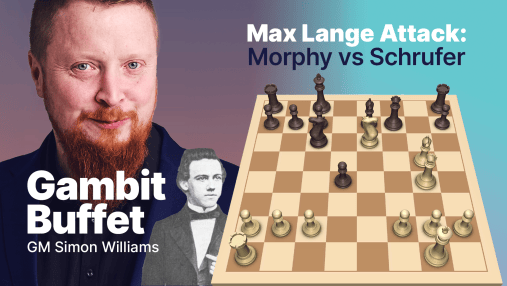 Max Lange Attack:
Morphy vs Schrufer
Gambit
Buffet
GM Simon Williams